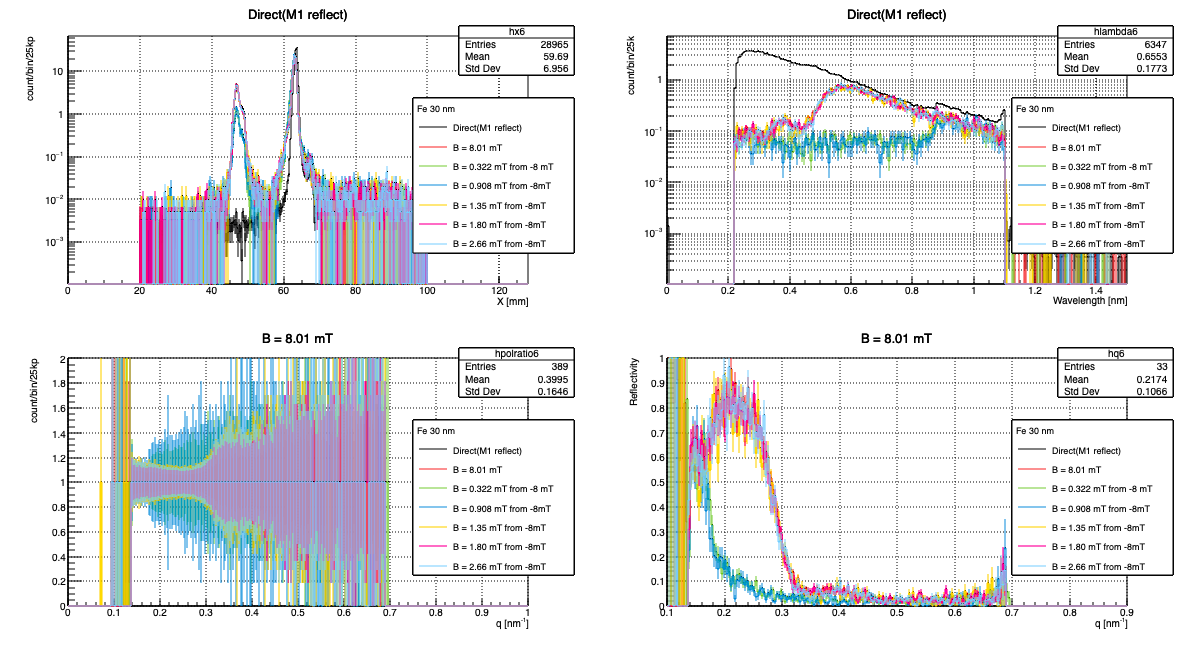 Direct(M1 reflect)
hx6
Entries 28965
Mean 59.69
Std Dev 6.956
count/bin/25kp
10
1
10⁻¹
10⁻²
10⁻³
0 20 40 60 80 100 120
X [mm]
Fe 30 nm
Direct(M1 reflect)
B = 8.01 mT
B = 0.322 mT from -8 mT
B = 0.908 mT from -8mT
B = 1.35 mT from -8mT
B = 1.80 mT from -8mT
B = 2.66 mT from -8mT
Direct(M1 reflect)
hlambda6
Entries 6347
Mean 0.6553
Std Dev 0.1773
count/bin/25k
1
10⁻¹
10⁻²
10⁻³
0 0.2 0.4 0.6 0.8 1 1.2 1.4
Wavelength [nm]
Fe 30 nm
Direct(M1 reflect)
B = 8.01 mT
B = 0.322 mT from -8 mT
B = 0.908 mT from -8mT
B = 1.35 mT from -8mT
B = 1.80 mT from -8mT
B = 2.66 mT from -8mT
B = 8.01 mT
hpolratio6
Entries 389
Mean 0.3995
Std Dev 0.1646
count/bin/25kp
2
1.8
1.6
1.4
1.2
1
0.8
0.6
0.4
0.2
0
0 0.1 0.2 0.3 0.4 0.5 0.6 0.7 0.8 0.9 1
q [nm⁻¹]
Fe 30 nm
Direct(M1 reflect)
B = 8.01 mT
B = 0.322 mT from -8 mT
B = 0.908 mT from -8mT
B = 1.35 mT from -8mT
B = 1.80 mT from -8mT
B = 2.66 mT from -8mT
B = 8.01 mT
hq6
Entries 33
Mean 0.2174
Std Dev 0.1066
Reflectivity
1
0.9
0.8
0.7
0.6
0.5
0.4
0.3
0.2
0.1
0
0.1 0.2 0.3 0.4 0.5 0.6 0.7 0.8 0.9
q [nm⁻¹]
Fe 30 nm
Direct(M1 reflect)
B = 8.01 mT
B = 0.322 mT from -8 mT
B = 0.908 mT from -8mT
B = 1.35 mT from -8mT
B = 1.80 mT from -8mT
B = 2.66 mT from -8mT